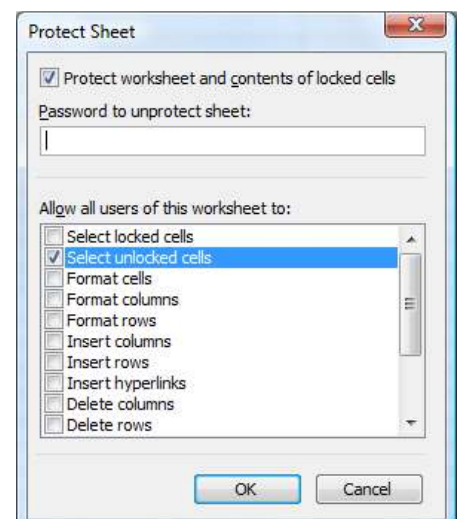 Protect Sheet
Protect worksheet and contents of locked cells
Password to unprotect sheet:
Allow all users of this worksheet to:
Select locked cells
Select unlocked cells
Format cells
Format columns
Format rows
Insert columns
Insert rows
Insert hyperlinks
Delete columns
Delete rows
OK Cancel